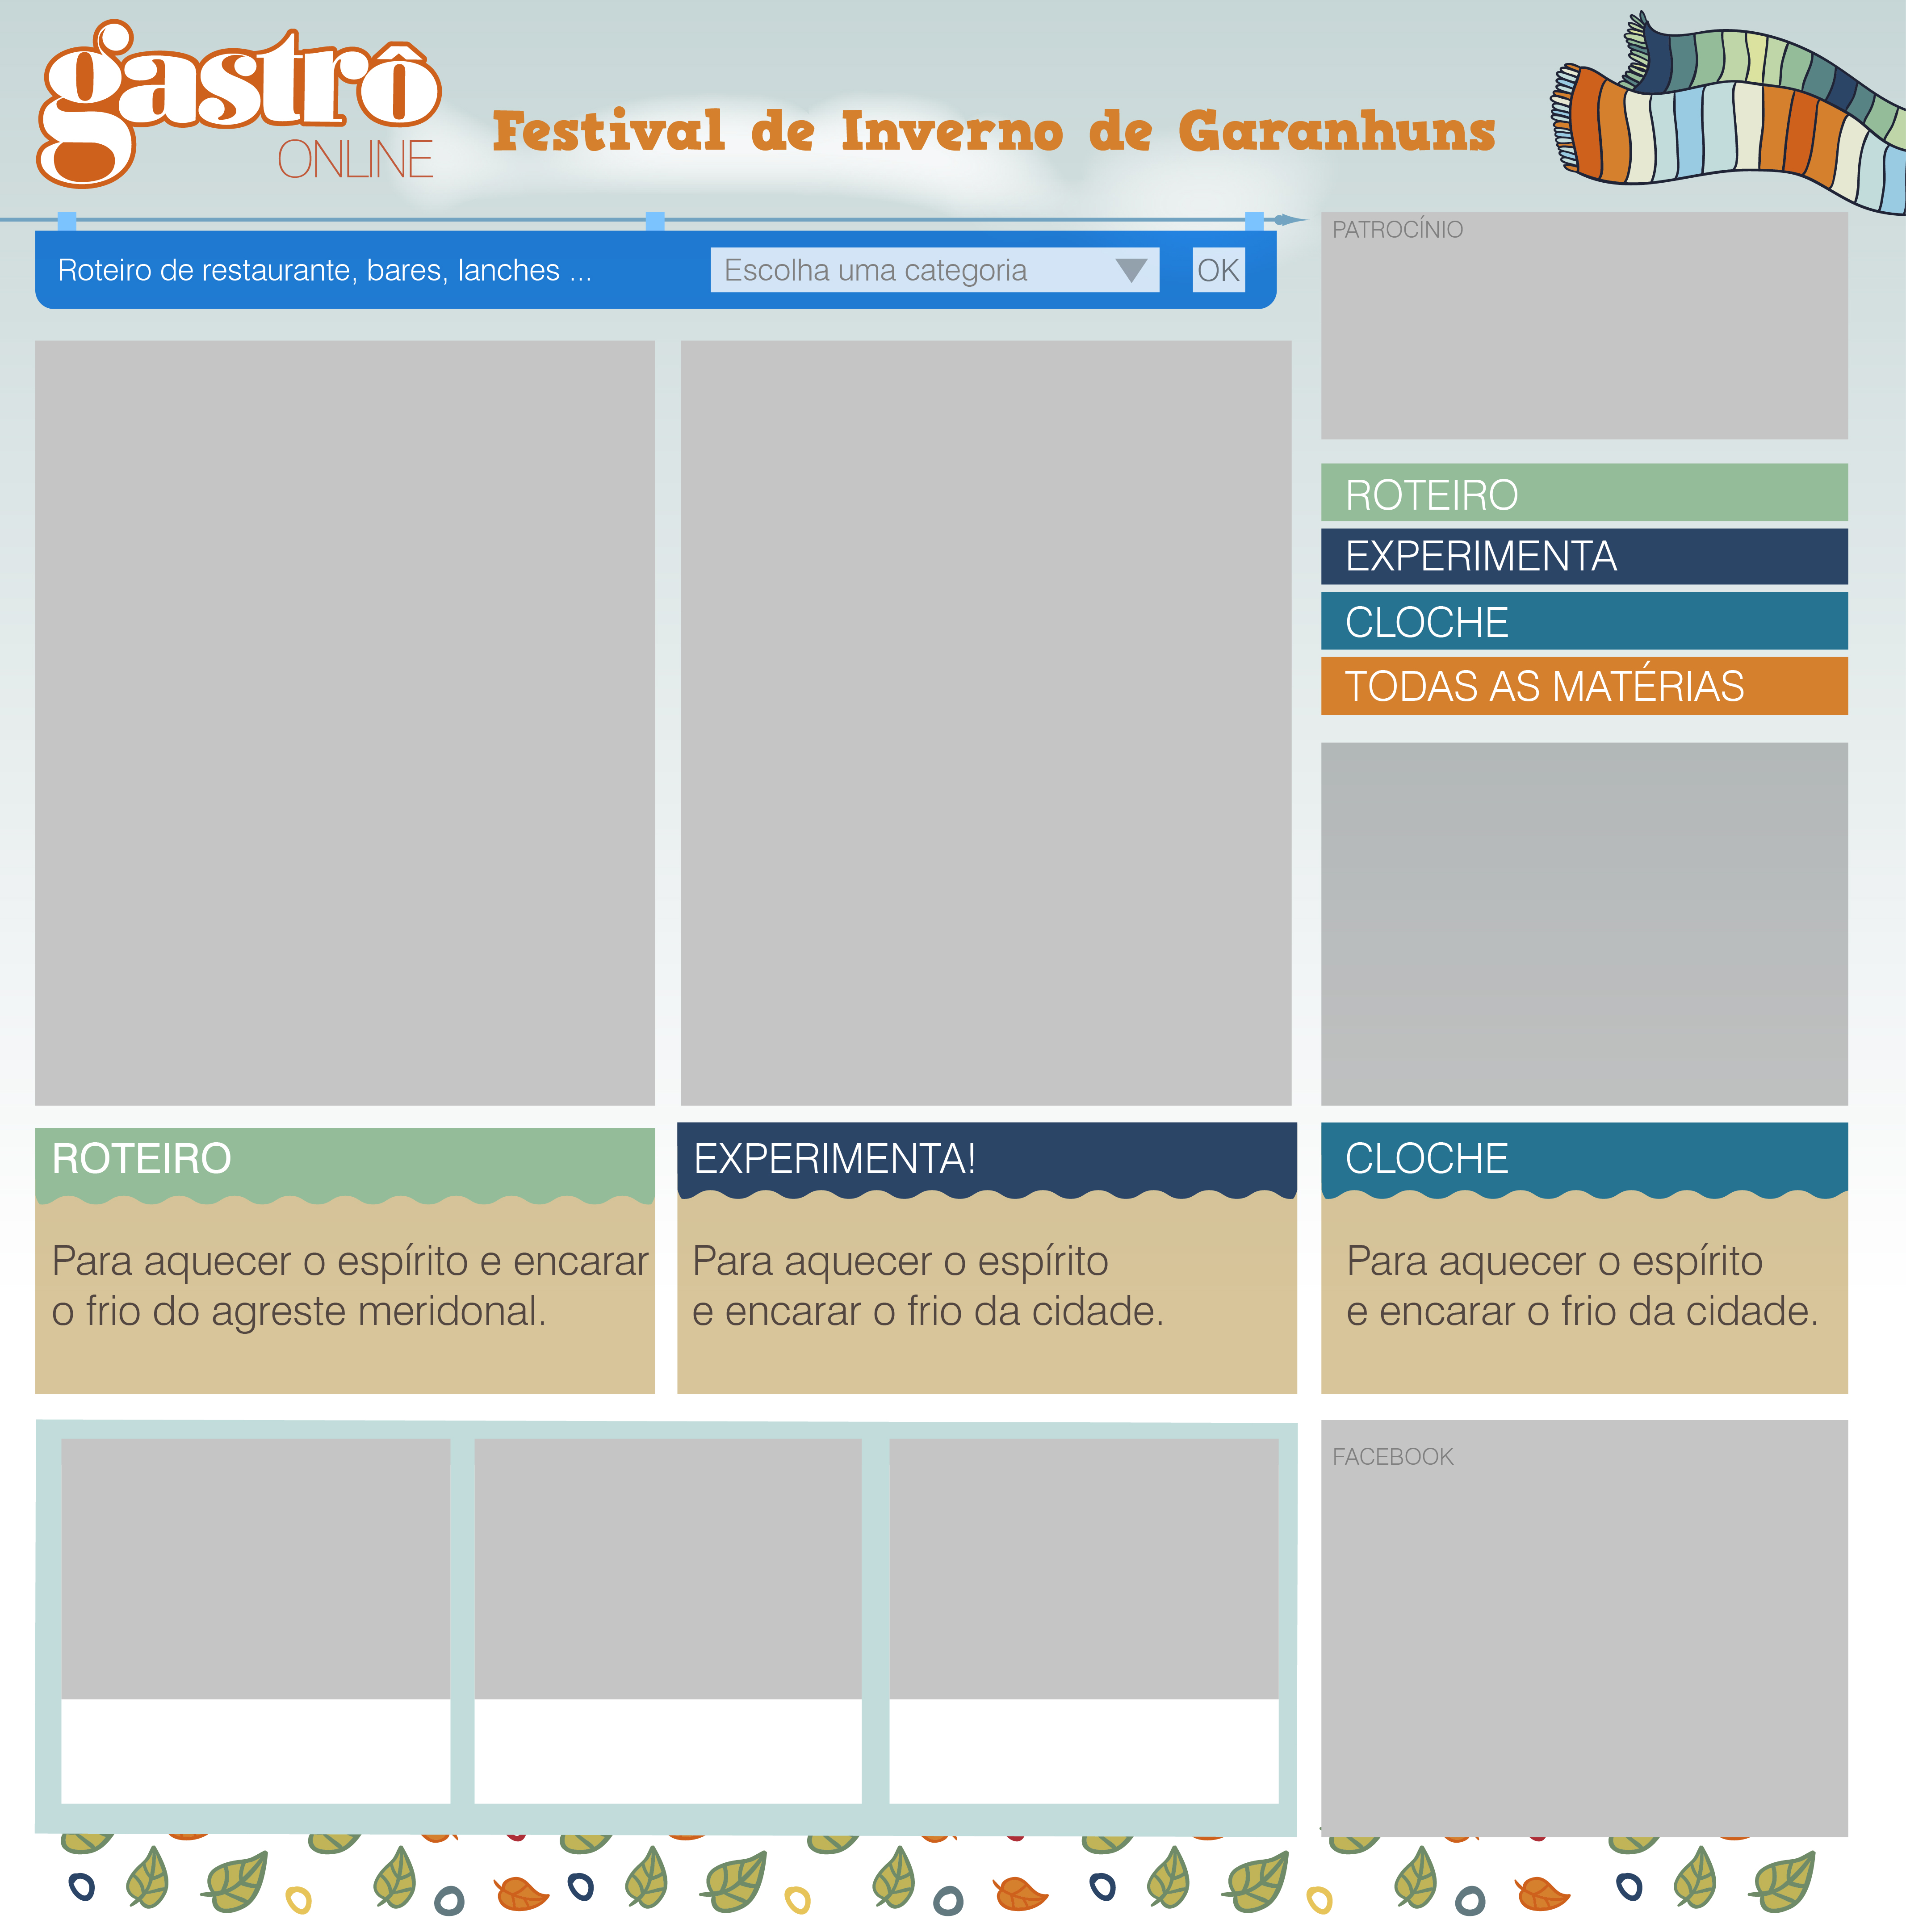 gastrô
ONLINE
Festival de Inverno de Garanhuns
Roteiro de restaurante, bares, lanches ...
Escolha uma categoria
OK
PATROCÍNIO
ROTEIRO
EXPERIMENTA
CLOCHE
TODAS AS MATÉRIAS
ROTEIRO
Para aquecer o espírito e encarar
o frio do agreste meridonal.
EXPERIMENTA!
Para aquecer o espírito
e encarar o frio da cidade.
CLOCHE
Para aquecer o espírito
e encarar o frio da cidade.
FACEBOOK